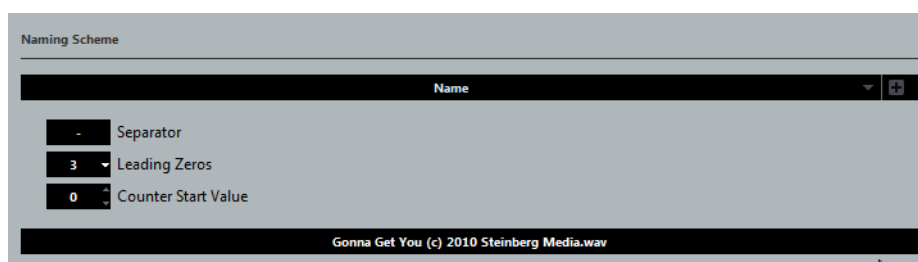 Naming Scheme
Name
- Separator
3 Leading Zeros
0 Counter Start Value
Gonna Get You (c) 2010 Steinberg Media.wav